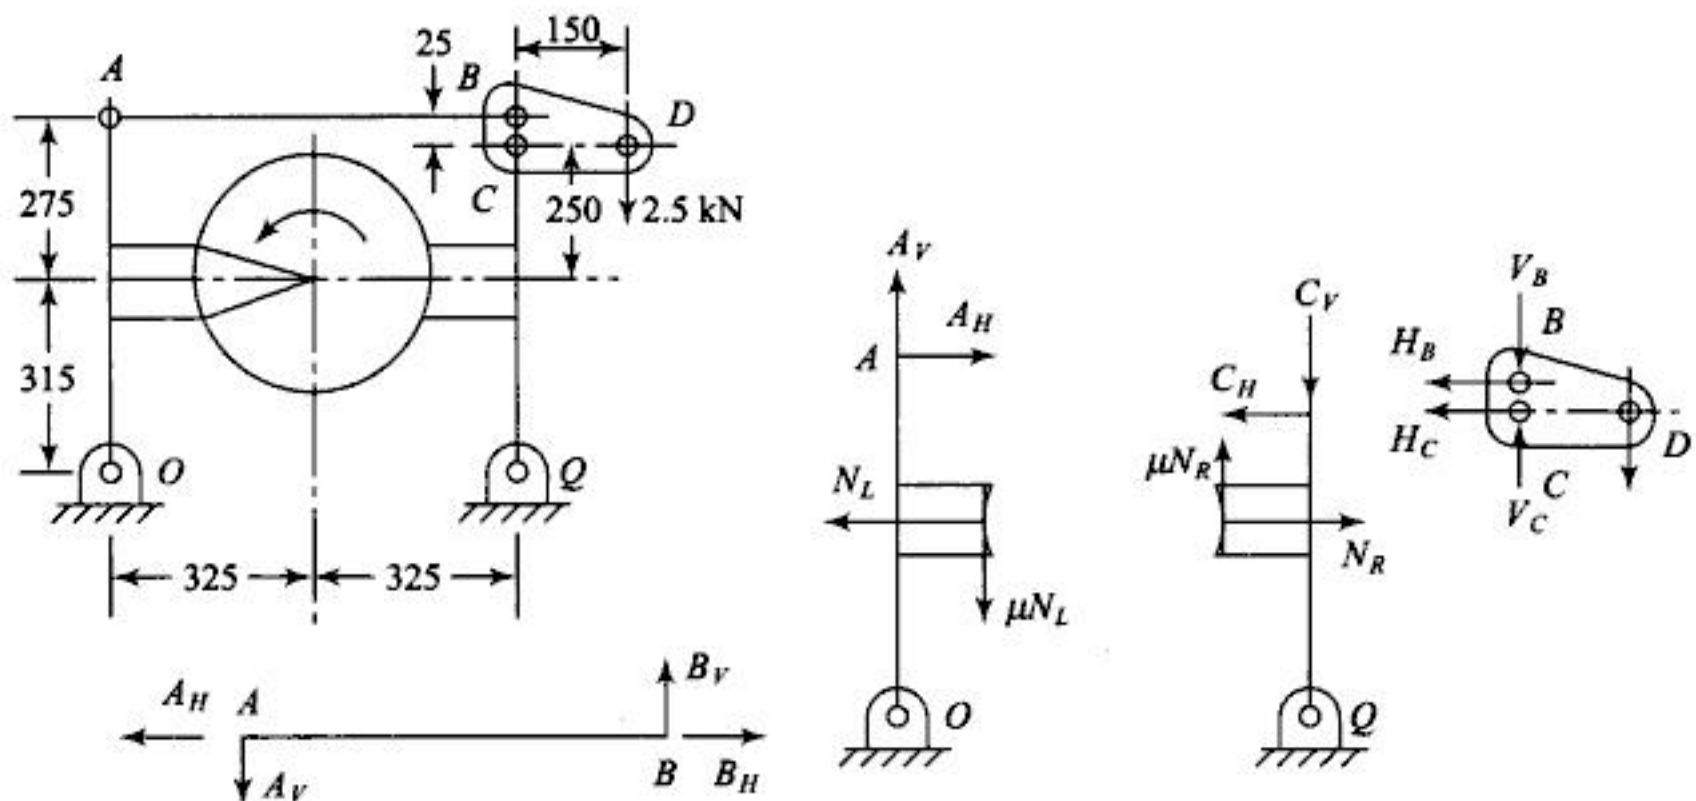 25
150
A
B
D
275
C
250
2.5 kN
315
O
Q
325
325
A_H
A
B_V
A_V
B
B_H
A_V
A_H
A
N_L
μN_L
O
C_V
C_H
μN_R
N_R
Q
V_B
B
H_B
H_C
D
C
V_C